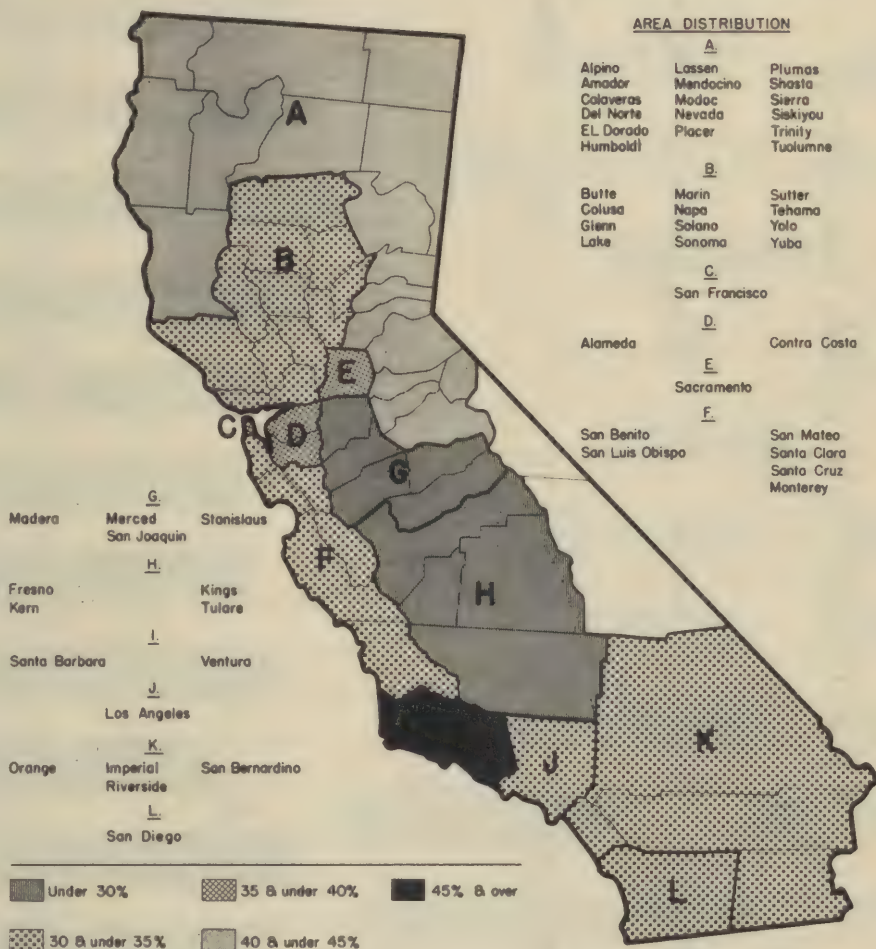 AREA DISTRIBUTION
A.
Alpino Lassen Plumas
Amador Mendocino Shasta
Calaveras Modoc Sierra
Del Norte Nevada Siskiyou
EL Dorado Placer Trinity
Humboldt Tuolumne
B.
Butte Marin Sutter
Colusa Napa Tehama
Glenn Solano Yolo
Lake Sonoma Yuba
C.
San Francisco
D.
Alameda Contra Costa
E.
Sacramento
F.
San Benito San Mateo
San Luis Obispo Santa Clara
Santa Cruz
Monterey
A
B
E
C
D
G
F
H
J
K
L
G.
Madera Merced Stanislaus
San Joaquin
H.
Fresno Kings
Kern Tulare
I.
Santa Barbara Ventura
J.
Los Angeles
K.
Orange Imperial San Bernardino
Riverside
L.
San Diego
Under 30% 35 & under 40% 45% & over
30 & under 35% 40 & under 45%